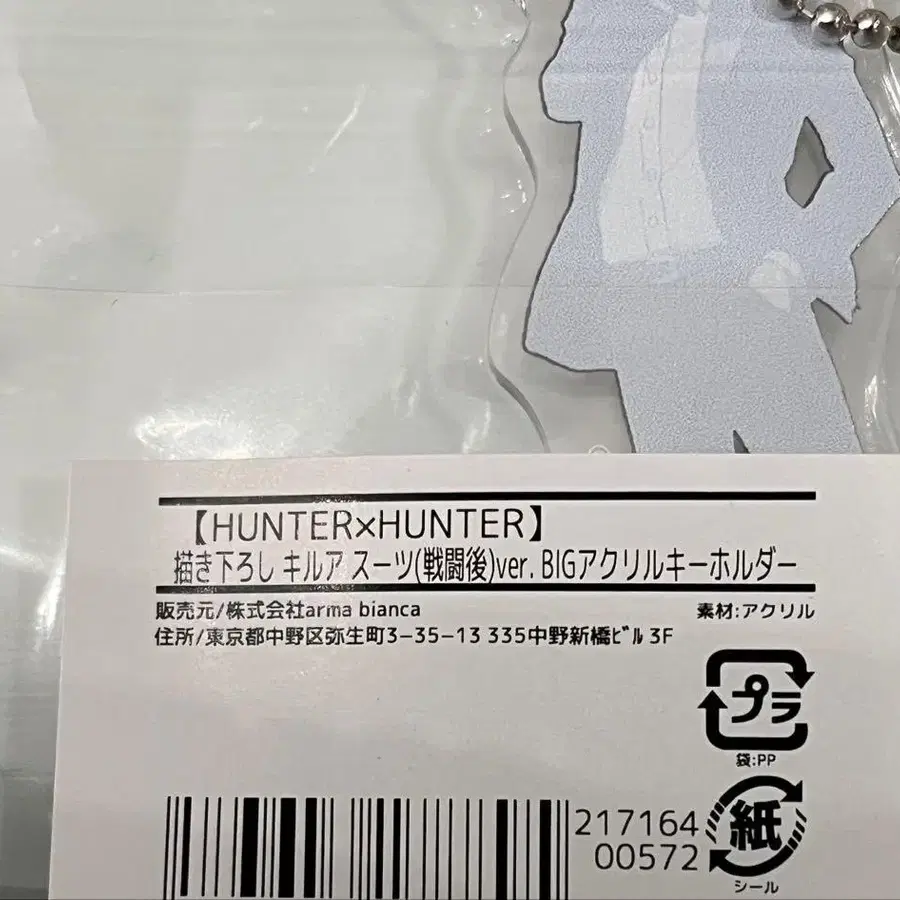 【HUNTER×HUNTER】
描き下ろし キルア スーツ(戦闘後)ver. BIGアクリルキーホルダー
販売元/株式会社arma bianca
素材:アクリル
住所/東京都中野区弥生町3-35-13 335中野新橋ﾋﾞﾙ 3F
プラ
袋:PP
217164
00572
紙
シール